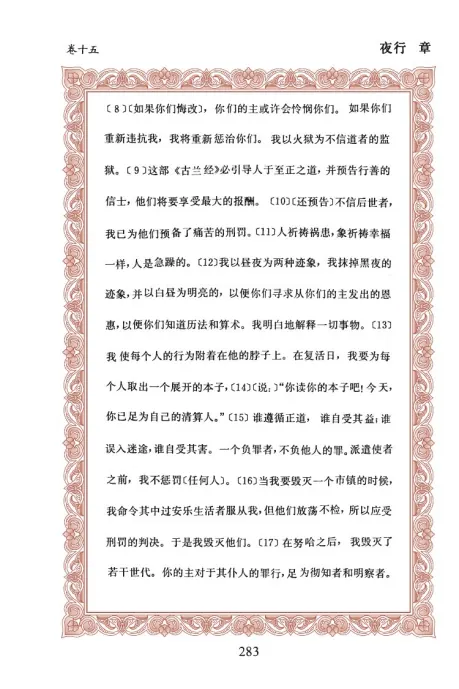 卷十五
夜行 章
〔8〕〔如果你们悔改〕，你们的主或许会怜悯你们。如果你们
重新违抗我，我将重新惩治你们。我以火狱为不信道者的监
狱。〔9〕这部《古兰经》必引导人于至正之道，并预告行善的
信士，他们将要享受最大的报酬。〔10〕〔还预告〕不信后世者，
我已为他们预备了痛苦的刑罚。〔11〕人祈祷祸患，象祈祷幸福
一样，人是急躁的。〔12〕我以昼夜为两种迹象，我抹掉黑夜的
迹象，并以白昼为明亮的，以便你们寻求从你们的主发出的恩
惠，以便你们知道历法和算术。我明白地解释一切事物。〔13〕
我使每个人的行为附着在他的脖子上。在复活日，我要为每
个人取出一个展开的本子，〔14〕〔说：〕“你读你的本子吧！今天，
你已足为自己的清算人。”〔15〕谁遵循正道，谁自受其益；谁
误入迷途，谁自受其害。一个负罪者，不负他人的罪。派遣使者
之前，我不惩罚〔任何人〕。〔16〕当我要毁灭一个市镇的时候，
我命令其中过安乐生活者服从我，但他们放荡不检，所以应受
刑罚的判决。于是我毁灭他们。〔17〕在努哈之后，我毁灭了
若干世代。你的主对于其仆人的罪行，足为彻知者和明察者。
283